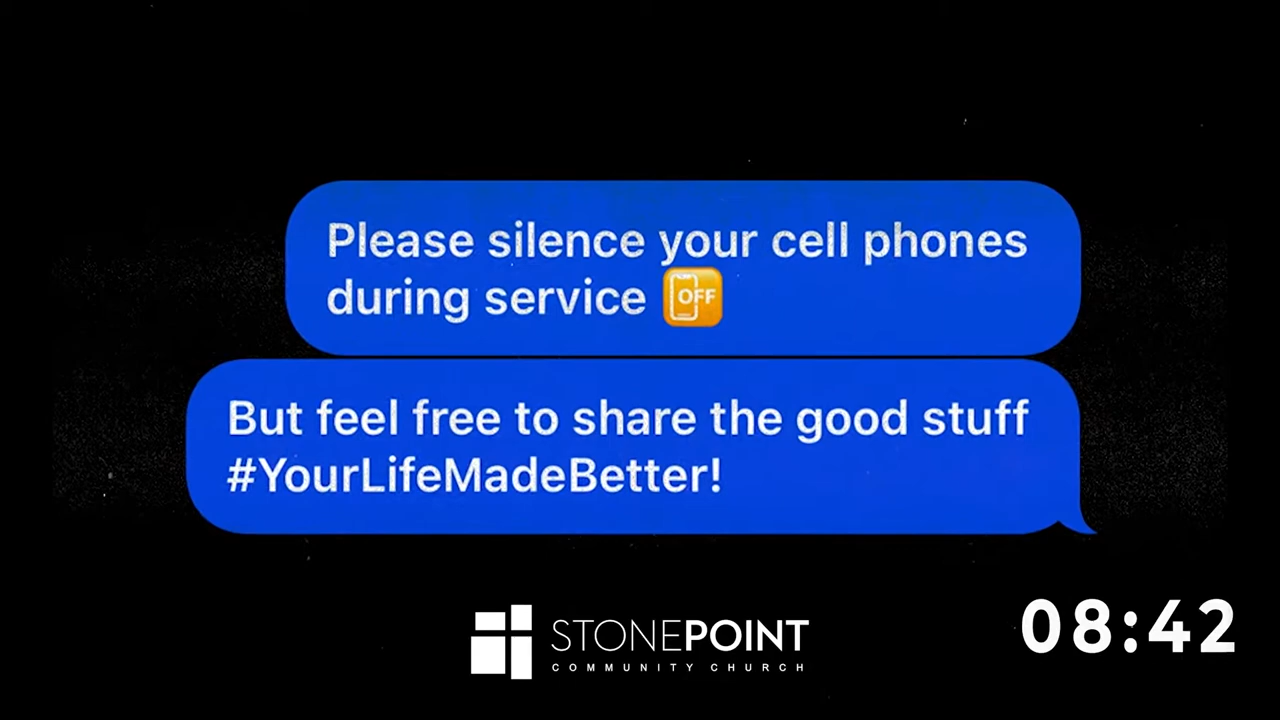 Please silence your cell phones
during service 📴OFF
But feel free to share the good stuff
#YourLifeMadeBetter!
STONEPOINT
COMMUNITY CHURCH
08:42